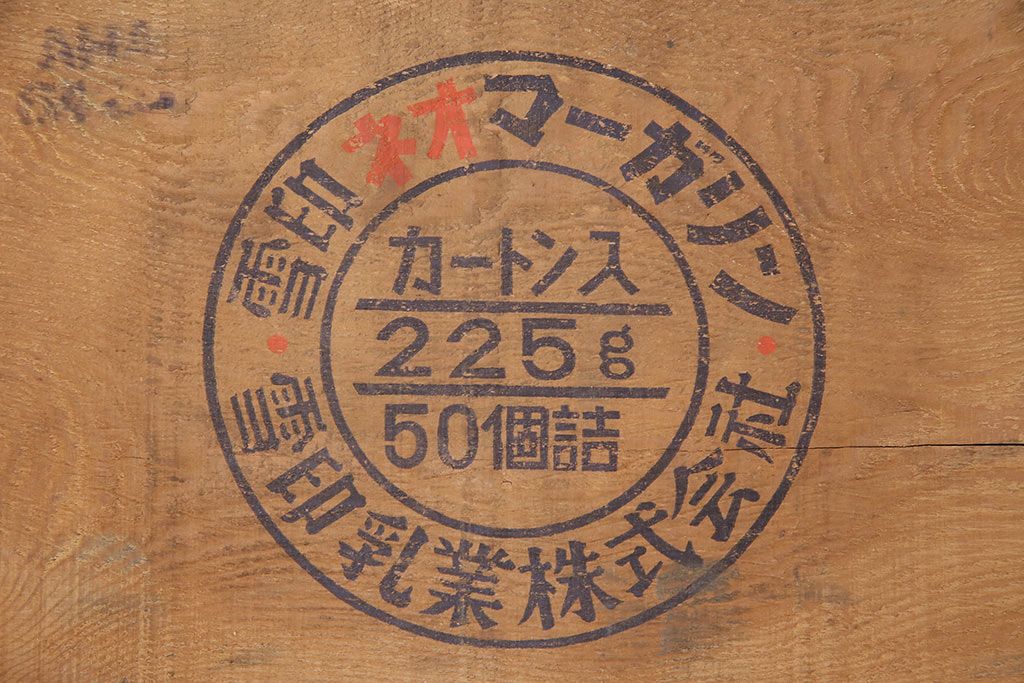 雪印ネオマーガリン
カートン入
225g
50個詰
雪印乳業株式会社